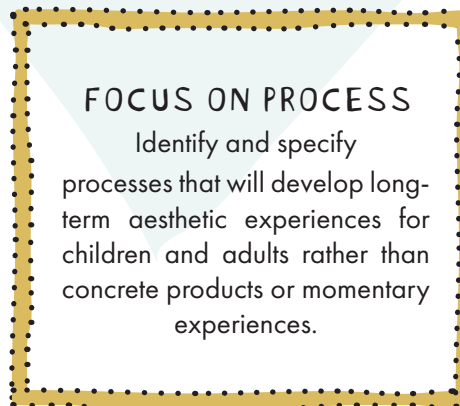 FOCUS ON PROCESS
Identify and specify
processes that will develop long-
term aesthetic experiences for
children and adults rather than
concrete products or momentary
experiences.